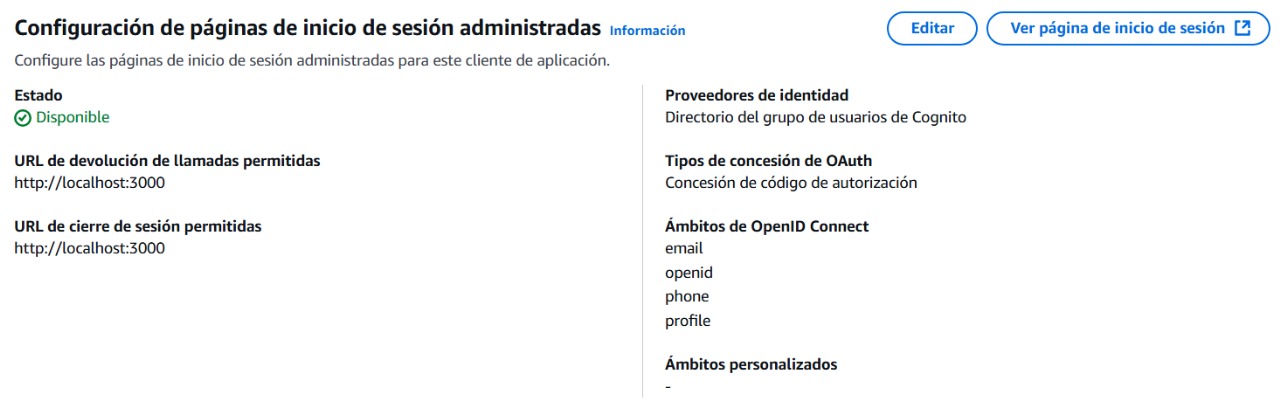 Configuración de páginas de inicio de sesión administradas Información
Editar
Ver página de inicio de sesión
Configure las páginas de inicio de sesión administradas para este cliente de aplicación.
Estado
Disponible
URL de devolución de llamadas permitidas
http://localhost:3000
URL de cierre de sesión permitidas
http://localhost:3000
Proveedores de identidad
Directorio del grupo de usuarios de Cognito
Tipos de concesión de OAuth
Concesión de código de autorización
Ámbitos de OpenID Connect
email
openid
phone
profile
Ámbitos personalizados
-